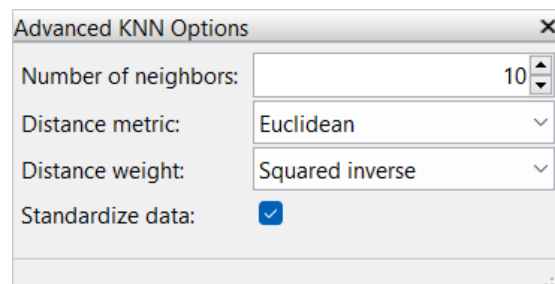 Advanced KNN Options
Number of neighbors: 10
Distance metric: Euclidean
Distance weight: Squared inverse
Standardize data: